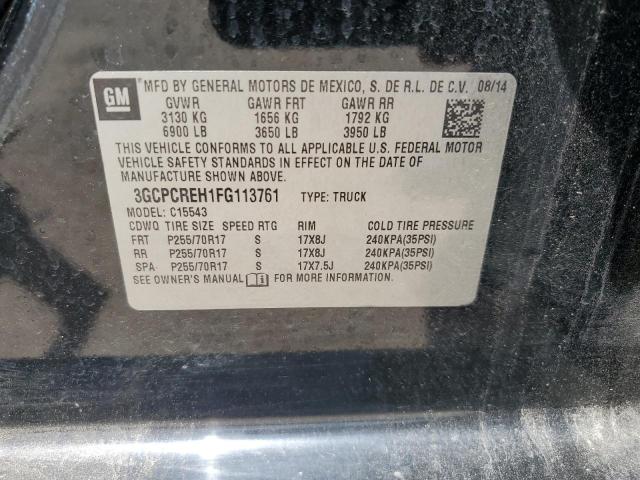 GM
MFD BY GENERAL MOTORS DE MEXICO, S. DE R.L. DE C.V. 08/14
GVWR GAWR FRT GAWR RR
3130 KG 1656 KG 1792 KG
6900 LB 3650 LB 3950 LB
THIS VEHICLE CONFORMS TO ALL APPLICABLE U.S. FEDERAL MOTOR
VEHICLE SAFETY STANDARDS IN EFFECT ON THE DATE OF
MANUFACTURE SHOWN ABOVE.
3GCPCREH1FG113761 TYPE: TRUCK
MODEL: C15543
CDWO TIRE SIZE SPEED RTG RIM COLD TIRE PRESSURE
FRT P255/70R17 S 17X8J 240KPA(35PSI)
RR P255/70R17 S 17X8J 240KPA(35PSI)
SPA P255/70R17 S 17X7.5J 240KPA(35PSI)
SEE OWNER'S MANUAL FOR MORE INFORMATION.